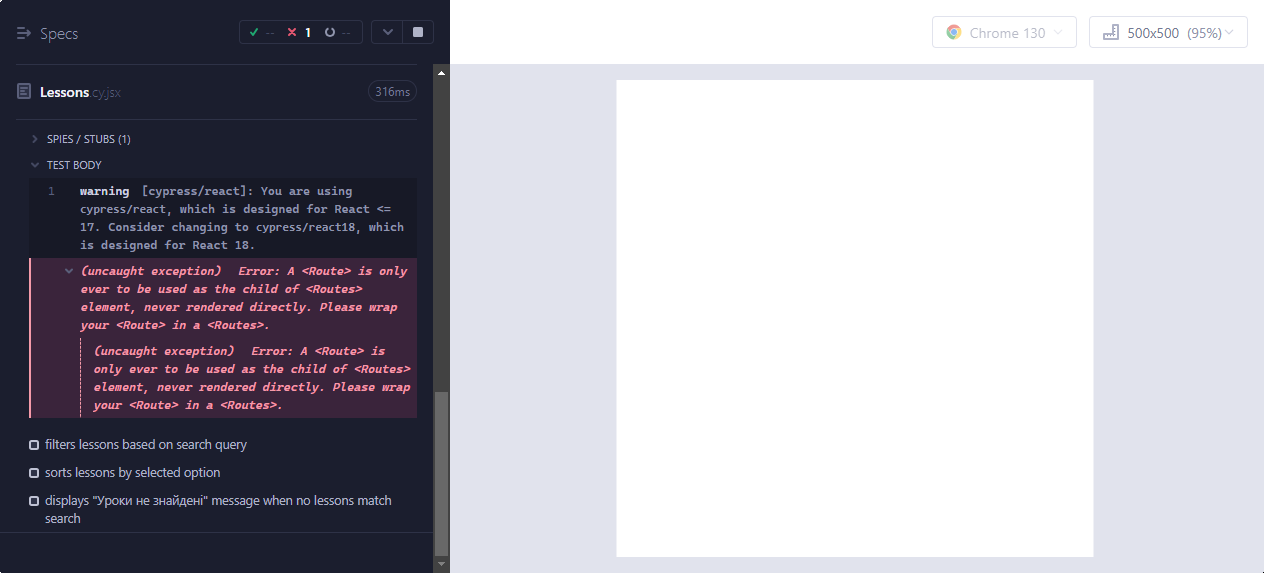 Specs
-- 1 --
Chrome 130
500x500 (95%)
Lessons.cy.jsx
316ms
SPIES / STUBS (1)
TEST BODY
1 warning [cypress/react]: You are using
cypress/react, which is designed for React <=
17. Consider changing to cypress/react18, which
is designed for React 18.
(uncaught exception) Error: A <Route> is only
ever to be used as the child of <Routes>
element, never rendered directly. Please wrap
your <Route> in a <Routes>.
(uncaught exception) Error: A <Route> is
only ever to be used as the child of <Routes>
element, never rendered directly. Please wrap
your <Route> in a <Routes>.
filters lessons based on search query
sorts lessons by selected option
displays "Уроки не знайдені" message when no lessons match
search